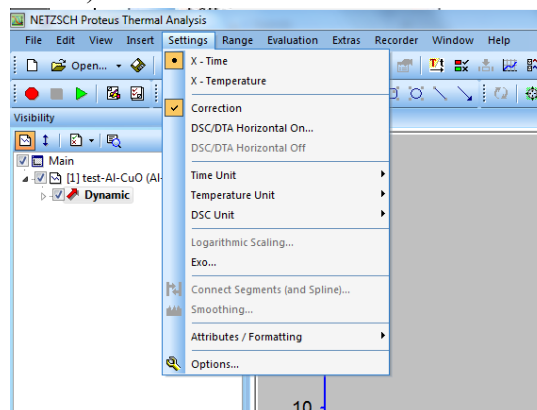 NETZSCH Proteus Thermal Analysis
File Edit View Insert Settings Range Evaluation Extras Recorder Window Help
Open...
X - Time
X - Temperature
Correction
DSC/DTA Horizontal On...
DSC/DTA Horizontal Off
Time Unit
Temperature Unit
DSC Unit
Logarithmic Scaling...
Exo...
Connect Segments (and Spline)...
Smoothing...
Attributes / Formatting
Options...
Visibility
Main
[1] test-Al-CuO (Al-
Dynamic
10